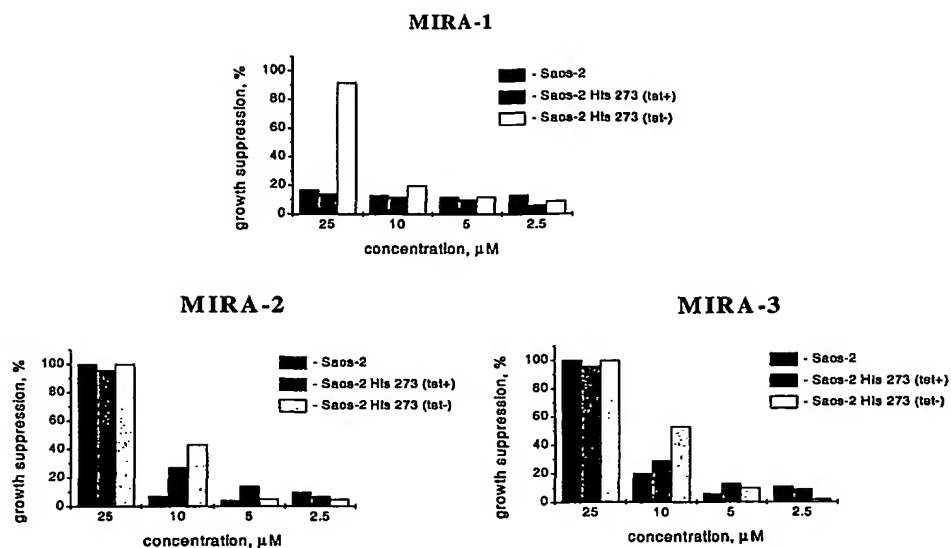 MIRA-1
growth suppression, %
100
80
60
40
20
0
25 10 5 2.5
concentration, µM
- Saos-2
- Saos-2 His 273 (tet+)
- Saos-2 His 273 (tet-)
MIRA-2
growth suppression, %
100
80
60
40
20
25 10 5 2.5
concentration, µM
- Saos-2
- Saos-2 His 273 (tet+)
- Saos-2 His 273 (tet-)
MIRA-3
growth suppression, %
100
80
60
40
20
0
25 10 5 2.5
concentration, µM
- Saos-2
- Saos-2 His 273 (tet+)
- Saos-2 His 273 (tet-)